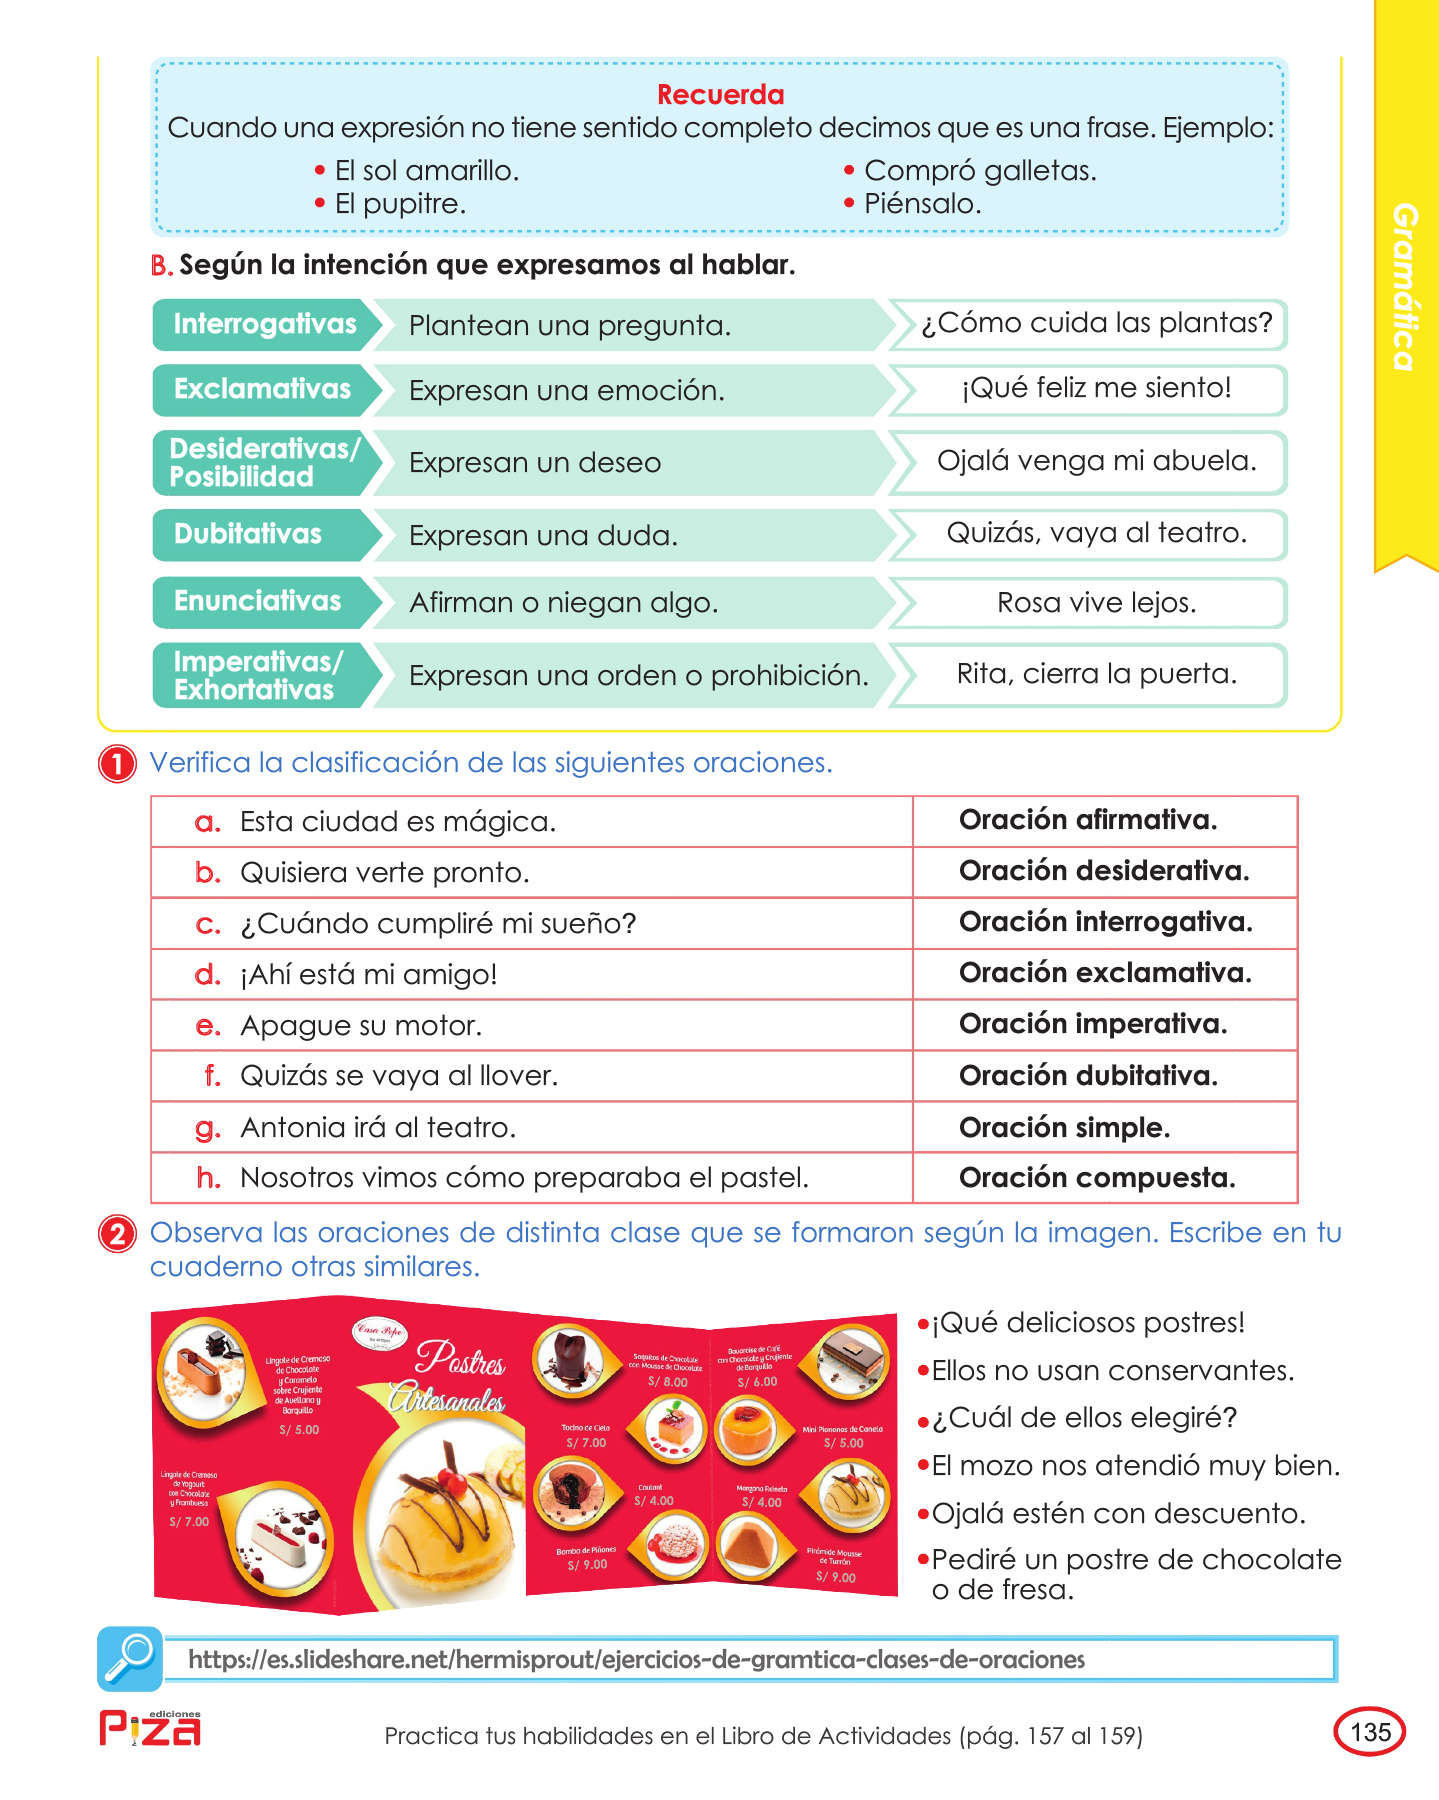 Recuerda
Cuando una expresión no tiene sentido completo decimos que es una frase. Ejemplo:
• El sol amarillo.
• Compró galletas.
• El pupitre.
• Piénsalo.
Gramática
B. Según la intención que expresamos al hablar.
Interrogativas
Plantean una pregunta.
¿Cómo cuida las plantas?
Exclamativas
Expresan una emoción.
¡Qué feliz me siento!
Desiderativas/
Posibilidad
Expresan un deseo
Ojalá venga mi abuela.
Dubitativas
Expresan una duda.
Quizás, vaya al teatro.
Enunciativas
Afirman o niegan algo.
Rosa vive lejos.
Imperativas/
Exhortativas
Expresan una orden o prohibición.
Rita, cierra la puerta.
1 Verifica la clasificación de las siguientes oraciones.
a. Esta ciudad es mágica.
Oración afirmativa.
b. Quisiera verte pronto.
Oración desiderativa.
c. ¿Cuándo cumpliré mi sueño?
Oración interrogativa.
d. ¡Ahí está mi amigo!
Oración exclamativa.
e. Apague su motor.
Oración imperativa.
f. Quizás se vaya al llover.
Oración dubitativa.
g. Antonia irá al teatro.
Oración simple.
h. Nosotros vimos cómo preparaba el pastel.
Oración compuesta.
2 Observa las oraciones de distinta clase que se formaron según la imagen. Escribe en tu
cuaderno otras similares.
Lingote de Cremoso
de Chocolate
y Caramelo
sobre Crujiente
de Avellana y
Barquillo
S/ 5.00
Lingote de Cremoso
de Yogourt
con Chocolate
y Frambuesa
S/ 7.00
Casa Pepe
Postres
Artesanales
Saquitos de Chocolate
con Mousse de Chocolate
S/ 8.00
Tocino de Cielo
S/ 7.00
Coulant
S/ 4.00
Bomba de Piñones
S/ 9.00
Bavaroise de Café
con Chocolate y Crujiente
de Barquillo
S/ 6.00
Mini Piononos de Canela
S/ 5.00
Manzana Reineta
S/ 4.00
Pirámide Mousse
de Turrón
S/ 9.00
•¡Qué deliciosos postres!
•Ellos no usan conservantes.
•¿Cuál de ellos elegiré?
•El mozo nos atendió muy bien.
•Ojalá estén con descuento.
•Pediré un postre de chocolate
o de fresa.
https://es.slideshare.net/hermisprout/ejercicios-de-gramtica-clases-de-oraciones
ediciones
PIZA
Practica tus habilidades en el Libro de Actividades (pág. 157 al 159)
135